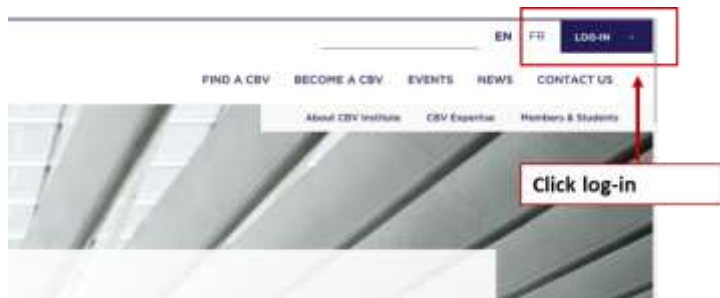 EN FR LOG-IN
FIND A CBV BECOME A CBV EVENTS NEWS CONTACT US
About CBV Institute CBV Expertise Members & Students
Click log-in